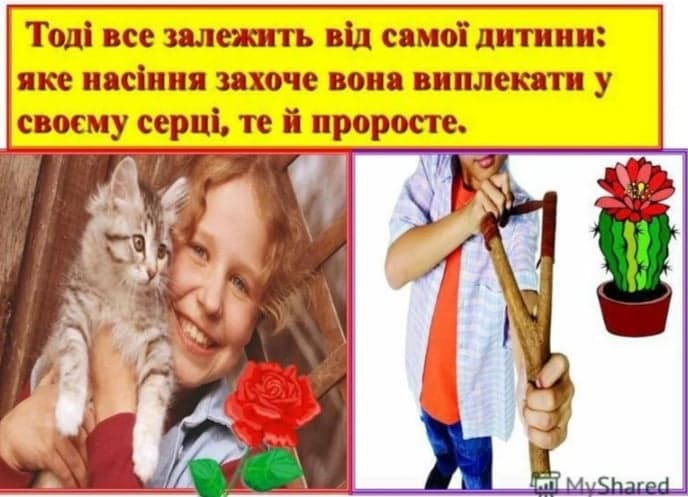 Тоді все залежить від самої дитини:
яке насіння захоче вона виплекати у
своєму серці, те й проросте.
MyShared